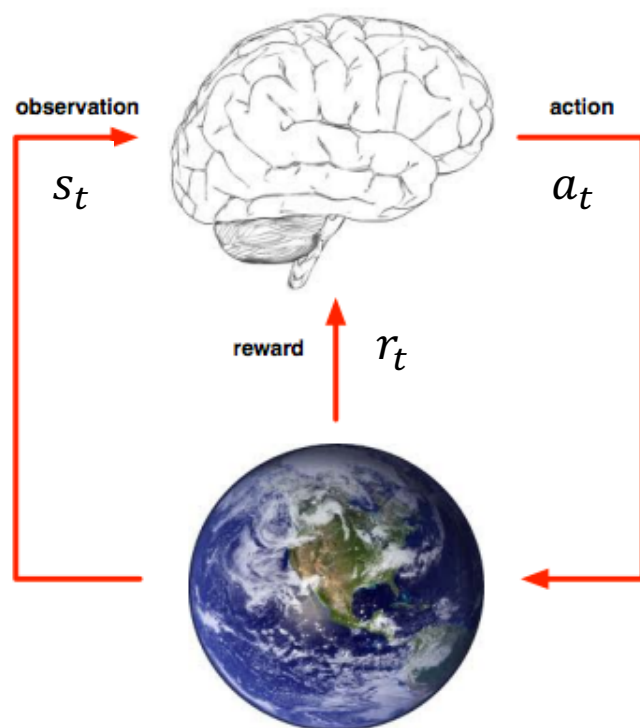 observation
action
s_t
a_t
reward
r_t